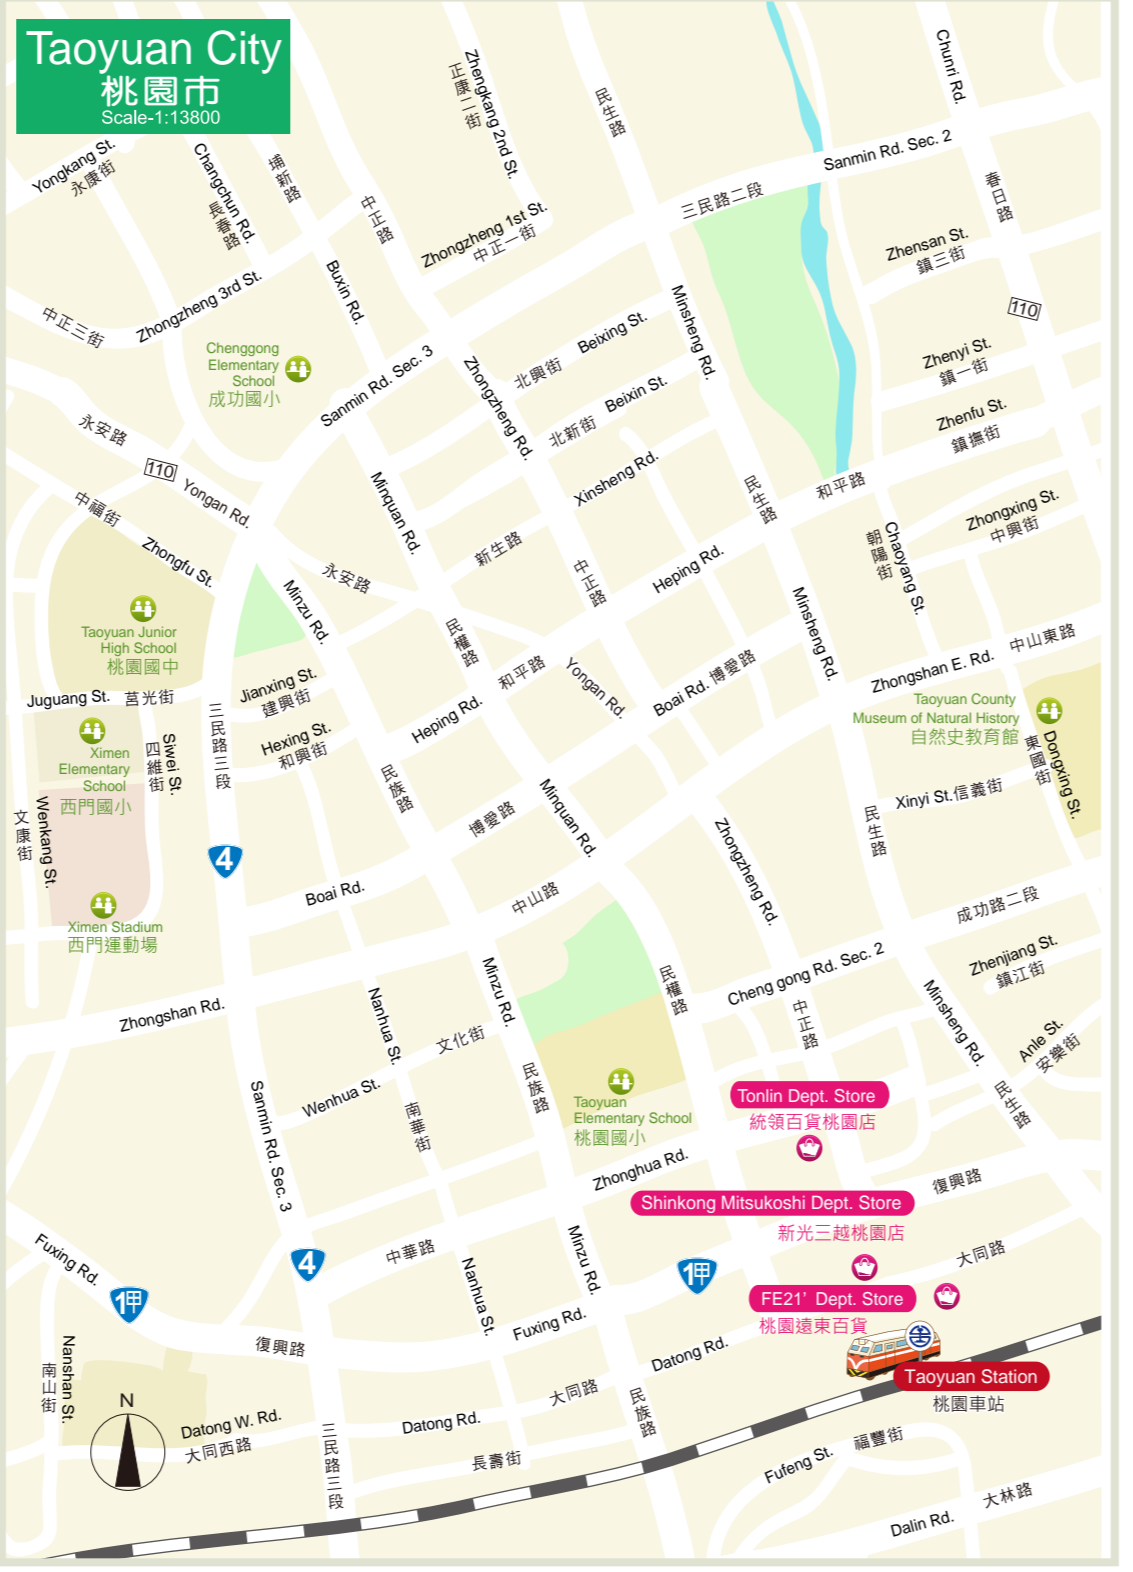 Taoyuan City
桃園市
Scale-1:13800
Yongkang St.
永康街
Changchun Rd.
長春路
埔新路
中正路
Zhengkang 2nd St.
正康二街
民生路
Chunri Rd.
Sanmin Rd. Sec. 2
三民路二段
春日路
Zhongzheng 1st St.
中正一街
Zhensan St.
鎮三街
Buxin Rd.
Zhongzheng 3rd St.
中正三街
Minsheng Rd.
110
Beixing St.
北興街
Chenggong
Elementary
School
成功國小
Sanmin Rd. Sec. 3
Zhongzheng Rd.
Zhenyi St.
鎮一街
Beixin St.
北新街
Zhenfu St.
鎮撫街
永安路
110
Yongan Rd.
Minquan Rd.
Xinsheng Rd.
新生路
民生路
和平路
中福街
Zhongfu St.
Zhongxing St.
中興街
朝陽街
Chaoyang St.
永安路
中正路
Heping Rd.
Minzu Rd.
Minsheng Rd.
Taoyuan Junior
High School
桃園國中
民權路
和平路
Yongan Rd.
Boai Rd.
博愛路
Zhongshan E. Rd.
中山東路
Juguang St.
莒光街
Jianxing St.
建興街
Taoyuan County
Museum of Natural History
自然史教育館
Heping Rd.
Hexing St.
和興街
三民路三段
Siwei St.
四維街
Ximen
Elementary
School
西門國小
東國街
Dongxing St.
民族路
Xinyi St.
信義街
Minquan Rd.
博愛路
文康街
Wenkang St.
民生路
Zhongzheng Rd.
4
Boai Rd.
中山路
成功路二段
Ximen Stadium
西門運動場
Zhenjiang St.
鎮江街
Cheng gong Rd. Sec. 2
民權路
Minzu Rd.
Minsheng Rd.
Zhongshan Rd.
Nanhua St.
文化街
中正路
Anle St.
安樂街
Wenhua St.
民族路
Taoyuan
Elementary School
桃園國小
Tonlin Dept. Store
統領百貨桃園店
民生路
南華街
Sanmin Rd. Sec. 3
Zhonghua Rd.
復興路
Shinkong Mitsukoshi Dept. Store
新光三越桃園店
Fuxing Rd.
4
中華路
Minzu Rd.
大同路
1甲
1甲
Nanhua St.
Fuxing Rd.
FE21' Dept. Store
桃園遠東百貨
復興路
Datong Rd.
Taoyuan Station
桃園車站
Nanshan St.
南山街
N
Datong W. Rd.
大同西路
Datong Rd.
大同路
民族路
三民路三段
長壽街
Fufeng St.
福豐街
Dalin Rd.
大林路